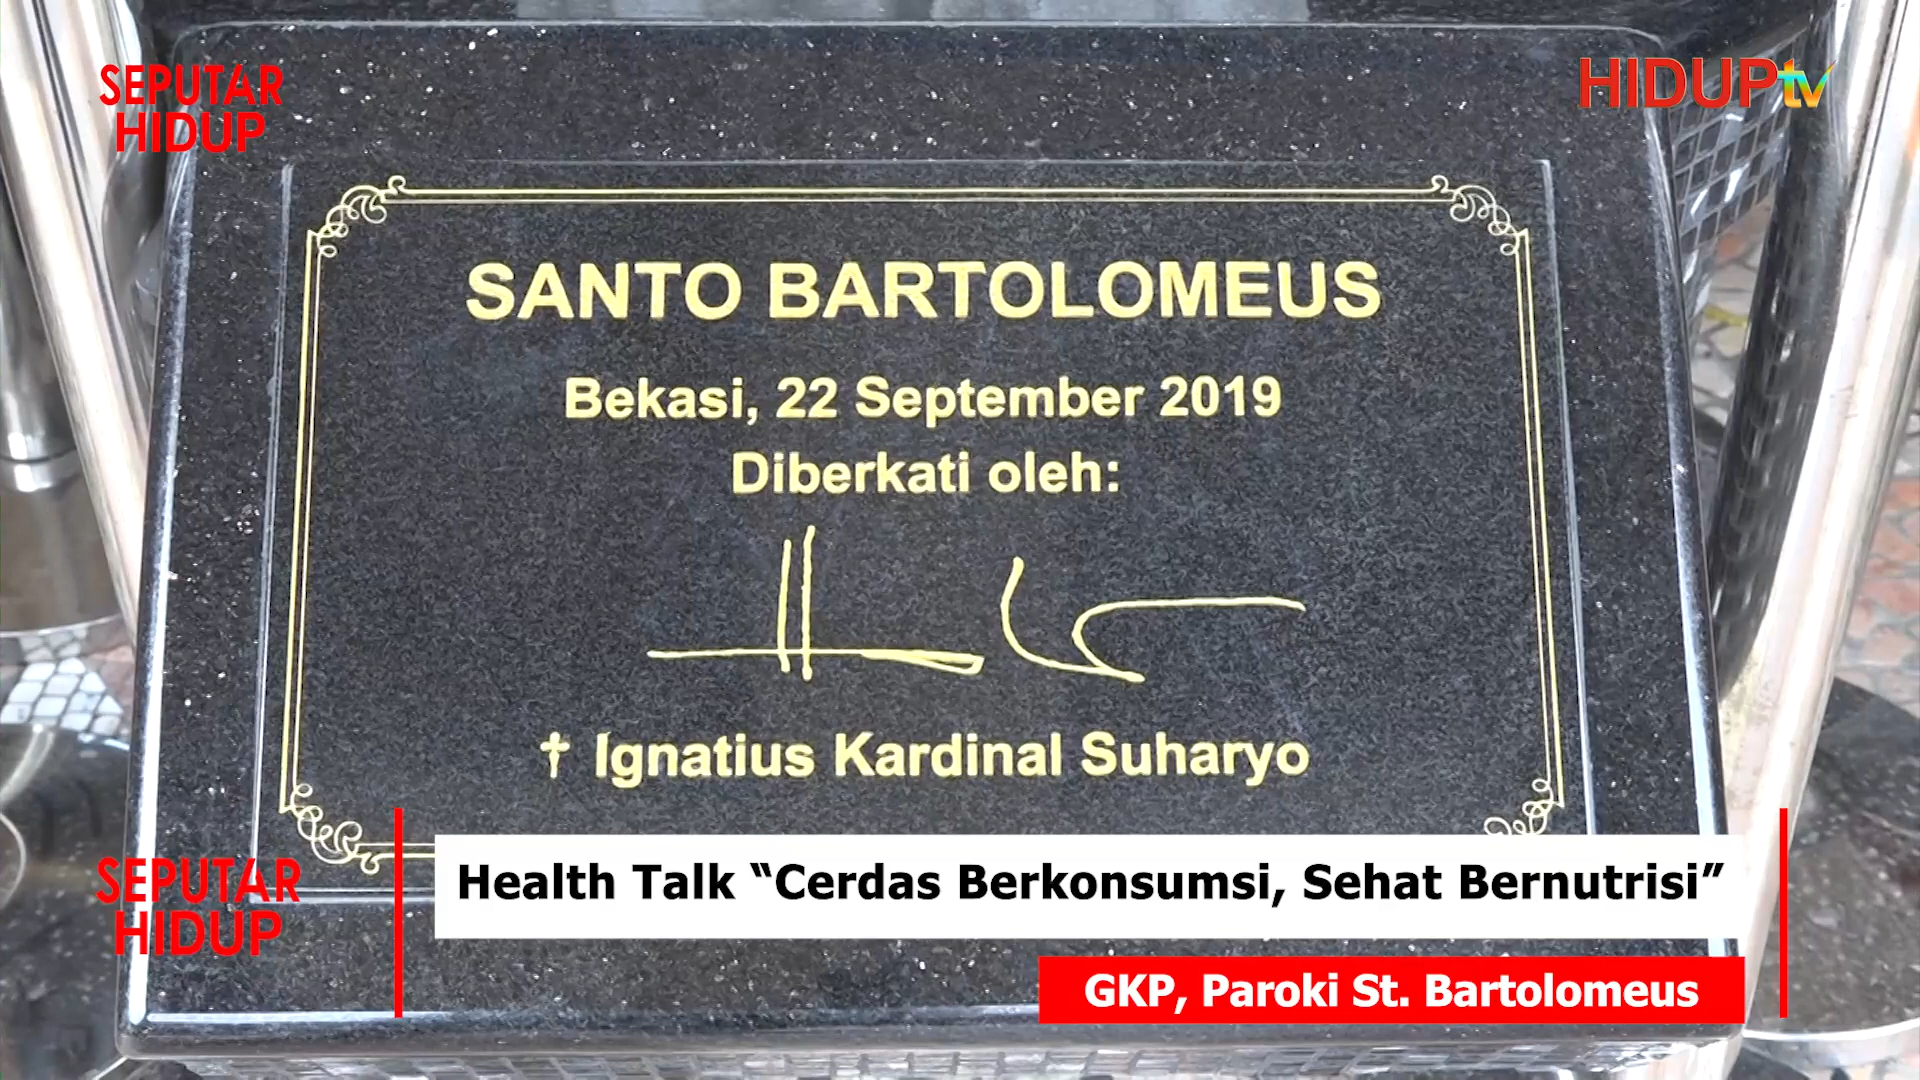 SEPUTAR
HIDUP
HIDUPtv
SANTO BARTOLOMEUS
Bekasi, 22 September 2019
Diberkati oleh:
† Ignatius Kardinal Suharyo
SEPUTAR
HIDUP
Health Talk “Cerdas Berkonsumsi, Sehat Bernutrisi”
GKP, Paroki St. Bartolomeus